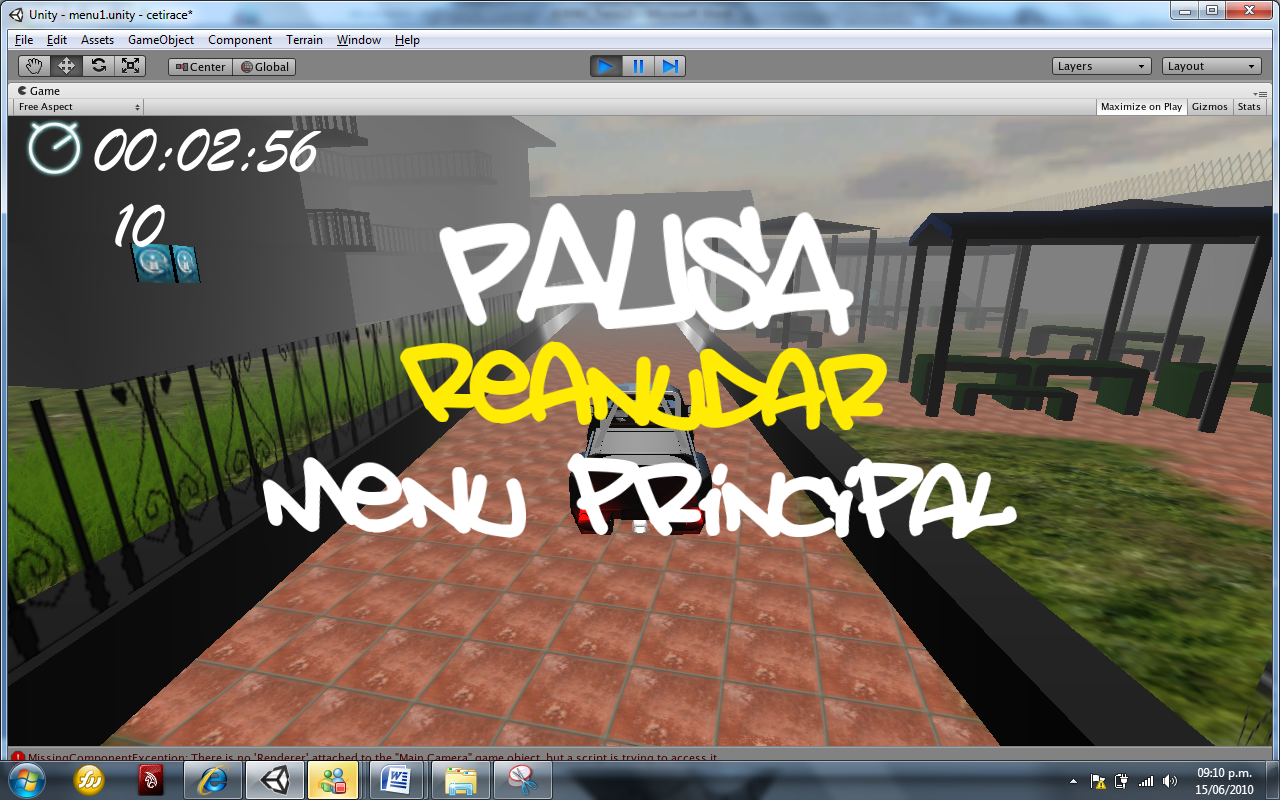 Unity - menu1.unity - cetirace*
File Edit Assets GameObject Component Terrain Window Help
Center Global Layers Layout
Game
Free Aspect Maximize on Play Gizmos Stats
00:02:56
10
PAUSA
REANUDAR
MENU PRINCIPAL
MissingComponentException: There is no 'Renderer' attached to the "Main Camera" game object, but a script is trying to access it.
09:10 p.m.
15/06/2010